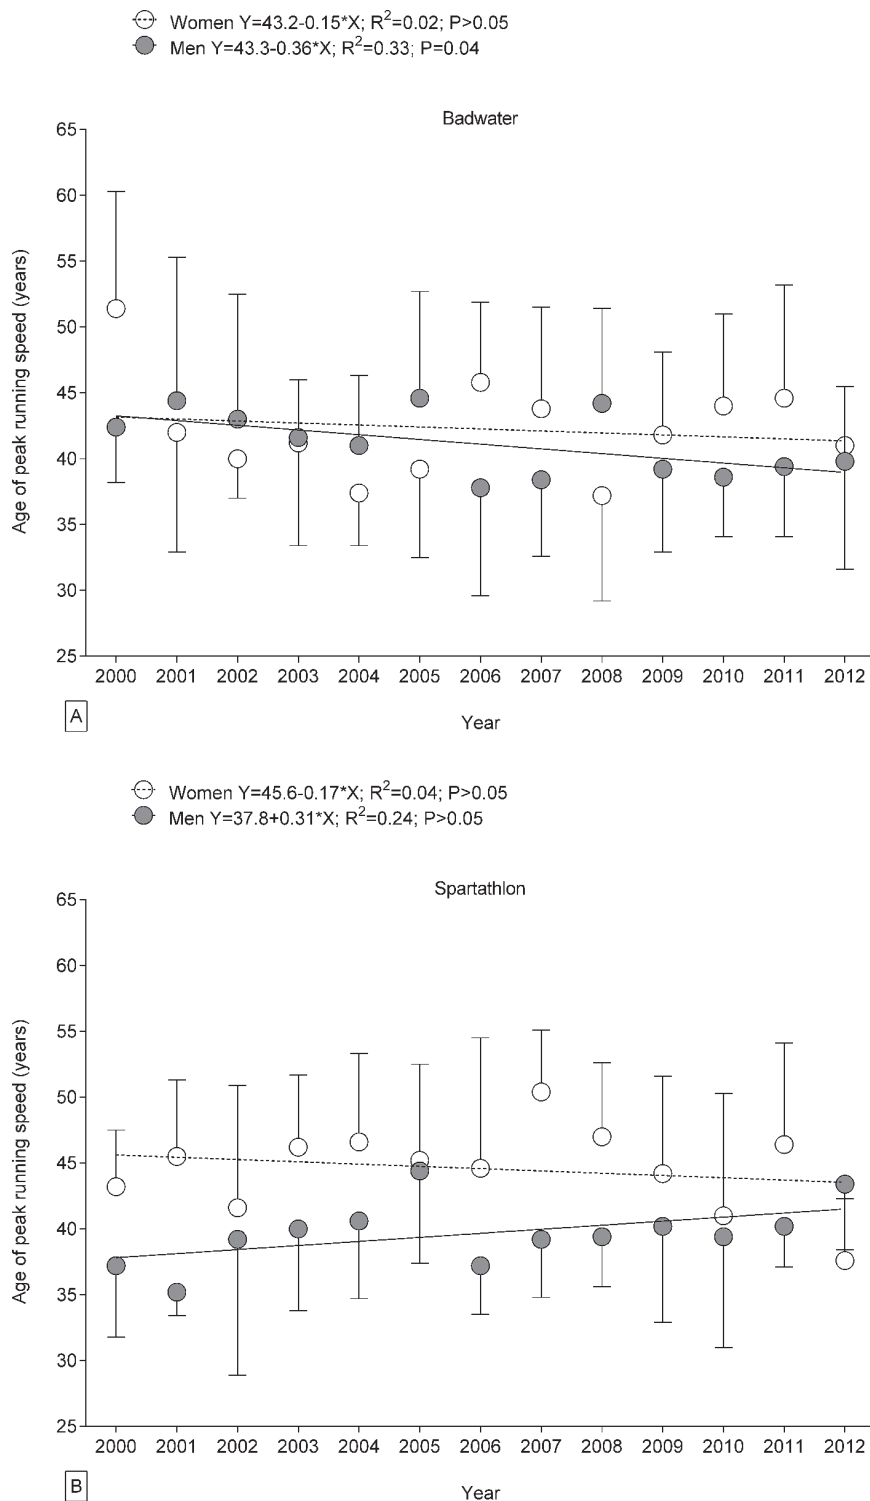 Women Y=43.2-0.15*X; R2=0.02; P>0.05
Men Y=43.3-0.36*X; R2=0.33; P=0.04
Badwater
Age of peak running speed (years)
65
60
55
50
45
40
35
30
25
2000 2001 2002 2003 2004 2005 2006 2007 2008 2009 2010 2011 2012
A
Year
Women Y=45.6-0.17*X; R2=0.04; P>0.05
Men Y=37.8+0.31*X; R2=0.24; P>0.05
Spartathlon
Age of peak running speed (years)
65
60
55
50
45
40
35
30
25
2000 2001 2002 2003 2004 2005 2006 2007 2008 2009 2010 2011 2012
B
Year